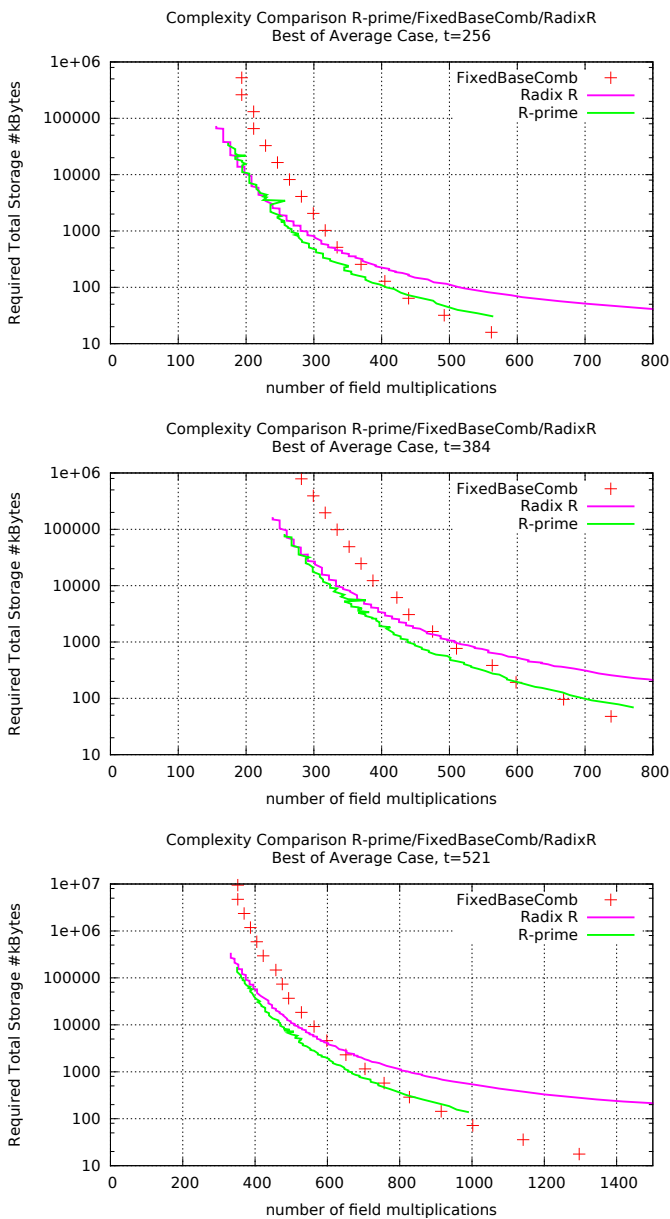 Complexity Comparison R-prime/FixedBaseComb/RadixR
Best of Average Case, t=256
Required Total Storage #kBytes
1e+06
100000
10000
1000
100
10
FixedBaseComb
Radix R
R-prime
0 100 200 300 400 500 600 700 800
number of field multiplications
Complexity Comparison R-prime/FixedBaseComb/RadixR
Best of Average Case, t=384
Required Total Storage #kBytes
1e+06
100000
10000
1000
100
10
FixedBaseComb
Radix R
R-prime
0 100 200 300 400 500 600 700 800
number of field multiplications
Complexity Comparison R-prime/FixedBaseComb/RadixR
Best of Average Case, t=521
Required Total Storage #kBytes
1e+07
1e+06
100000
10000
1000
100
10
FixedBaseComb
Radix R
R-prime
0 200 400 600 800 1000 1200 1400
number of field multiplications